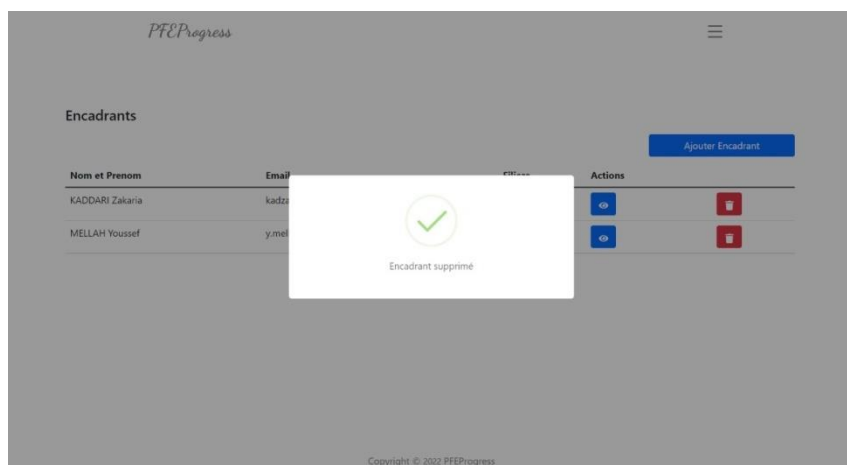 PFEProgress
Encadrants
Ajouter Encadrant
Nom et Prenom Email Actions
KADDARI Zakaria
MELLAH Youssef
Encadrant supprimé
Copyright © 2022 PFEProgress